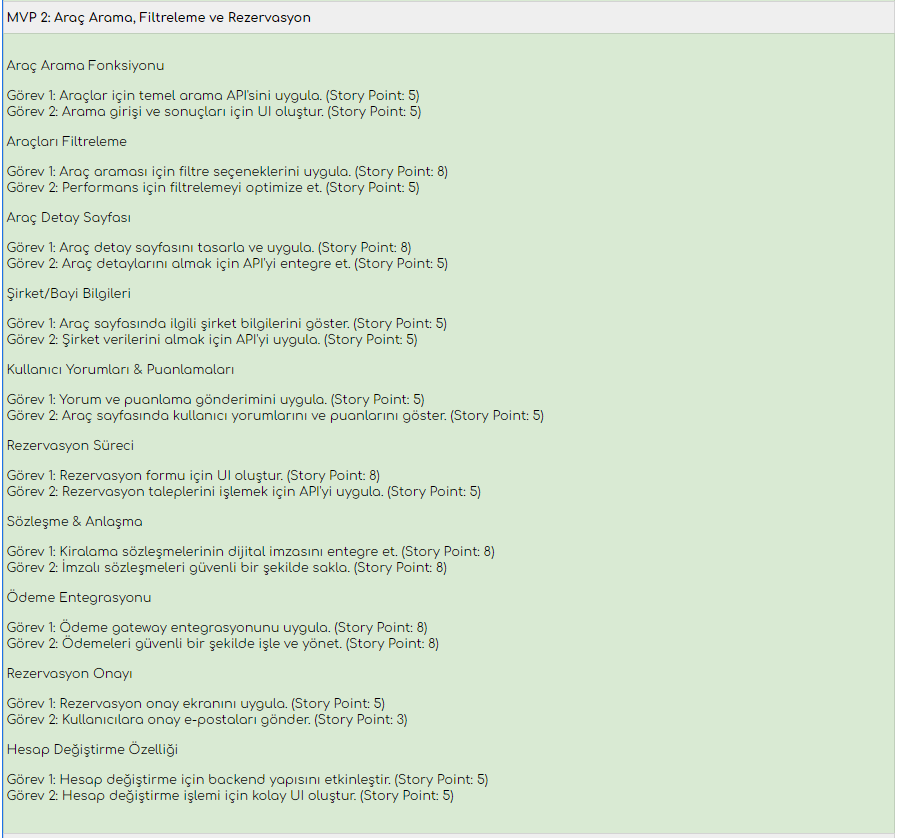 MVP 2: Araç Arama, Filtreleme ve Rezervasyon
Araç Arama Fonksiyonu
Görev 1: Araçlar için temel arama API'sini uygula. (Story Point: 5)
Görev 2: Arama girişi ve sonuçları için UI oluştur. (Story Point: 5)
Araçları Filtreleme
Görev 1: Araç araması için filtre seçeneklerini uygula. (Story Point: 8)
Görev 2: Performans için filtrelemeyi optimize et. (Story Point: 5)
Araç Detay Sayfası
Görev 1: Araç detay sayfasını tasarla ve uygula. (Story Point: 8)
Görev 2: Araç detaylarını almak için API'yi entegre et. (Story Point: 5)
Şirket/Bayi Bilgileri
Görev 1: Araç sayfasında ilgili şirket bilgilerini göster. (Story Point: 5)
Görev 2: Şirket verilerini almak için API'yi uygula. (Story Point: 5)
Kullanıcı Yorumları & Puanlamaları
Görev 1: Yorum ve puanlama gönderimini uygula. (Story Point: 5)
Görev 2: Araç sayfasında kullanıcı yorumlarını ve puanlarını göster. (Story Point: 5)
Rezervasyon Süreci
Görev 1: Rezervasyon formu için UI oluştur. (Story Point: 8)
Görev 2: Rezervasyon taleplerini işlemek için API'yi uygula. (Story Point: 5)
Sözleşme & Anlaşma
Görev 1: Kiralama sözleşmelerinin dijital imzasını entegre et. (Story Point: 8)
Görev 2: İmzalı sözleşmeleri güvenli bir şekilde sakla. (Story Point: 8)
Ödeme Entegrasyonu
Görev 1: Ödeme gateway entegrasyonunu uygula. (Story Point: 8)
Görev 2: Ödemeleri güvenli bir şekilde işle ve yönet. (Story Point: 8)
Rezervasyon Onayı
Görev 1: Rezervasyon onay ekranını uygula. (Story Point: 5)
Görev 2: Kullanıcılara onay e-postaları gönder. (Story Point: 3)
Hesap Değiştirme Özelliği
Görev 1: Hesap değiştirme için backend yapısını etkinleştir. (Story Point: 5)
Görev 2: Hesap değiştirme işlemi için kolay UI oluştur. (Story Point: 5)